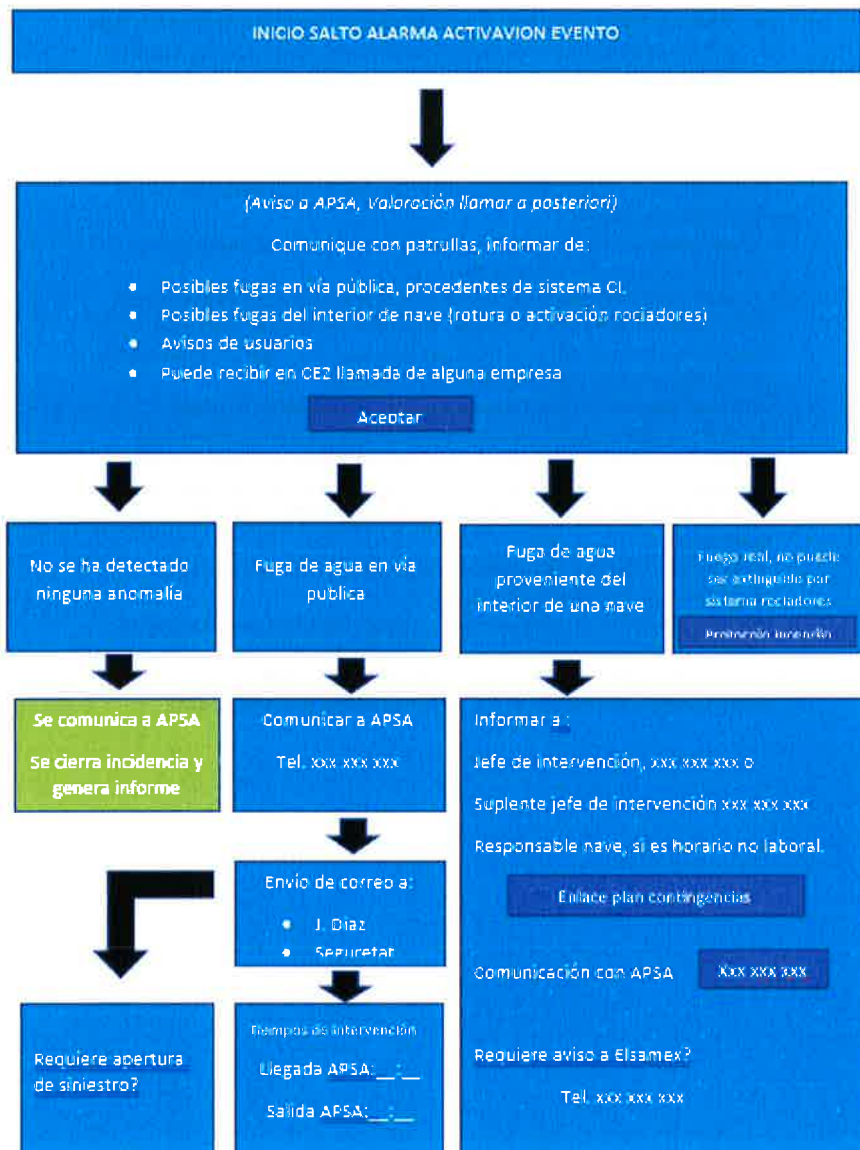 INICIO SALTO ALARMA ACTIVAVION EVENTO
(Aviso a APSA, Valoración llamar a posteriori)
Comunique con patrullas, informar de:
• Posibles fugas en vía pública, procedentes de sistema CI.
• Posibles fugas del interior de nave (rotura o activación rociadores)
• Avisos de usuarios
• Puede recibir en CE2 llamada de alguna empresa
Aceptar
No se ha detectado
ninguna anomalía
Fuga de agua en vía
publica
Fuga de agua
proveniente del
interior de una nave
Fuego real, no puede
ser extinguido por
sistema rociadores
Protocolo incendio
Se comunica a APSA
Se cierra incidencia y
genera informe
Comunicar a APSA
Tel. xxx xxx xxx
Envío de correo a:
• J. Diaz
• Seguretat
Requiere apertura
de siniestro?
Tiempos de intervención
Llegada APSA:__:__
Salida APSA:__:__
Informar a :
Jefe de intervención, xxx xxx xxx o
Suplente jefe de intervención xxx xxx xxx
Responsable nave, si es horario no laboral.
Enlace plan contingencias
Comunicación con APSA Xxx xxx xxx
Requiere aviso a Elsamex?
Tel. xxx xxx xxx